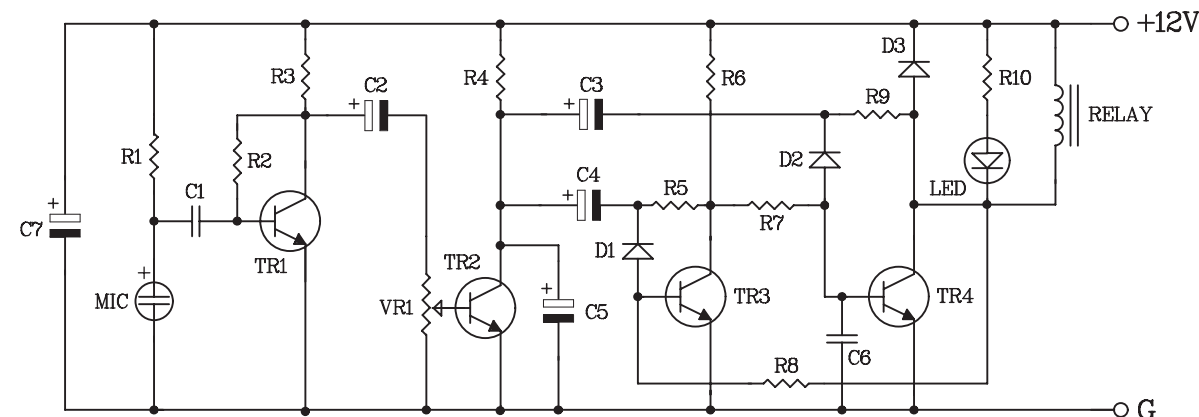 +12V
D3
R3
C2
R4
C3
R6
R10
R9
RELAY
R1
R2
D2
C1
C4
R5
LED
+
C7
R7
D1
TR1
TR2
MIC
VR1
TR3
TR4
C5
C6
R8
G